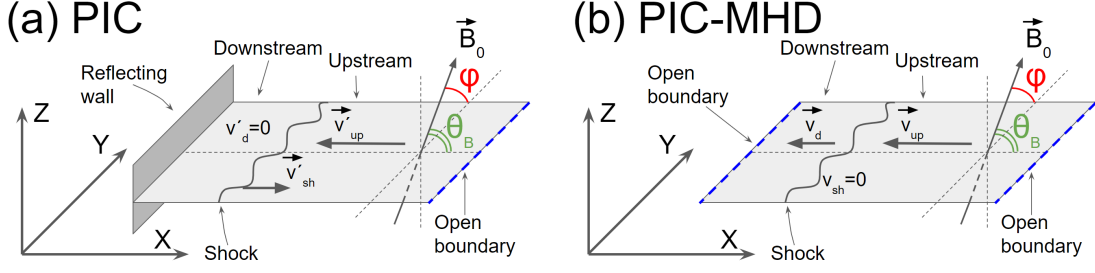 (a) PIC
Downstream
Upstream
Reflecting
wall
B₀
φ
Z
Y
X
v´d=0
v´up
v´sh
θB
Shock
Open
boundary
(b) PIC-MHD
Downstream
Upstream
Open
boundary
B₀
φ
Z
Y
X
vd
vup
vsh=0
θB
Shock
Open
boundary